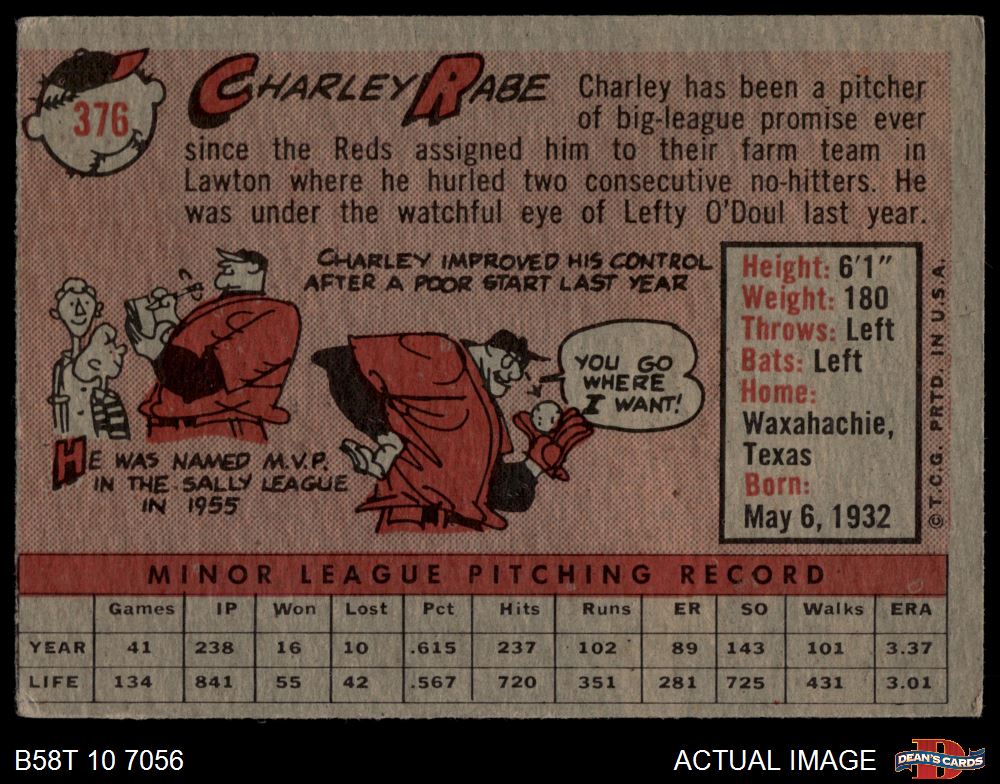 376
CHARLEY RABE
Charley has been a pitcher
of big-league promise ever
since the Reds assigned him to their farm team in
Lawton where he hurled two consecutive no-hitters. He
was under the watchful eye of Lefty O'Doul last year.
CHARLEY IMPROVED HIS CONTROL
AFTER A POOR START LAST YEAR
YOU GO
WHERE
I WANT!
HE WAS NAMED M.V.P.
IN THE SALLY LEAGUE
IN 1955
Height: 6'1"
Weight: 180
Throws: Left
Bats: Left
Home:
Waxahachie,
Texas
Born:
May 6, 1932
© T.C.G. PRTD. IN U.S.A.
MINOR LEAGUE PITCHING RECORD
Games IP Won Lost Pct Hits Runs ER SO Walks ERA
YEAR 41 238 16 10 .615 237 102 89 143 101 3.37
LIFE 134 841 55 42 .567 720 351 281 725 431 3.01
B58T 10 7056
ACTUAL IMAGE
D
DEAN'S CARDS